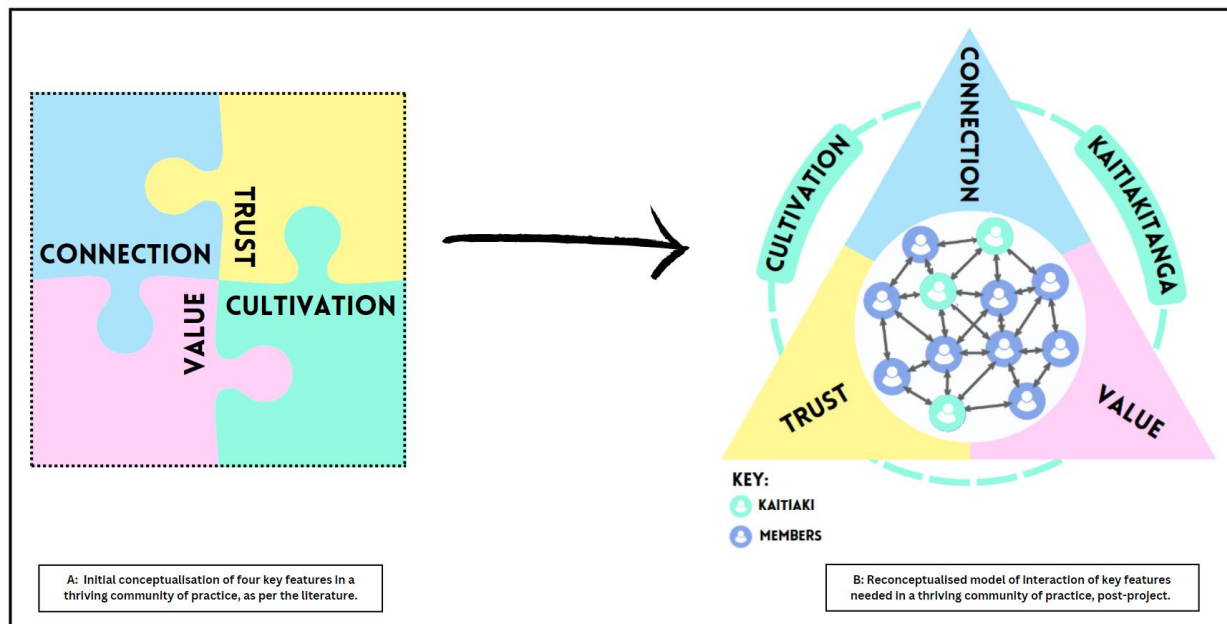 CONNECTION
TRUST
VALUE
CULTIVATION
A: Initial conceptualisation of four key features in a
thriving community of practice, as per the literature.
CONNECTION
CULTIVATION
KAITIAKITANGA
TRUST
VALUE
KEY:
KAITIAKI
MEMBERS
B: Reconceptualised model of interaction of key features
needed in a thriving community of practice, post-project.